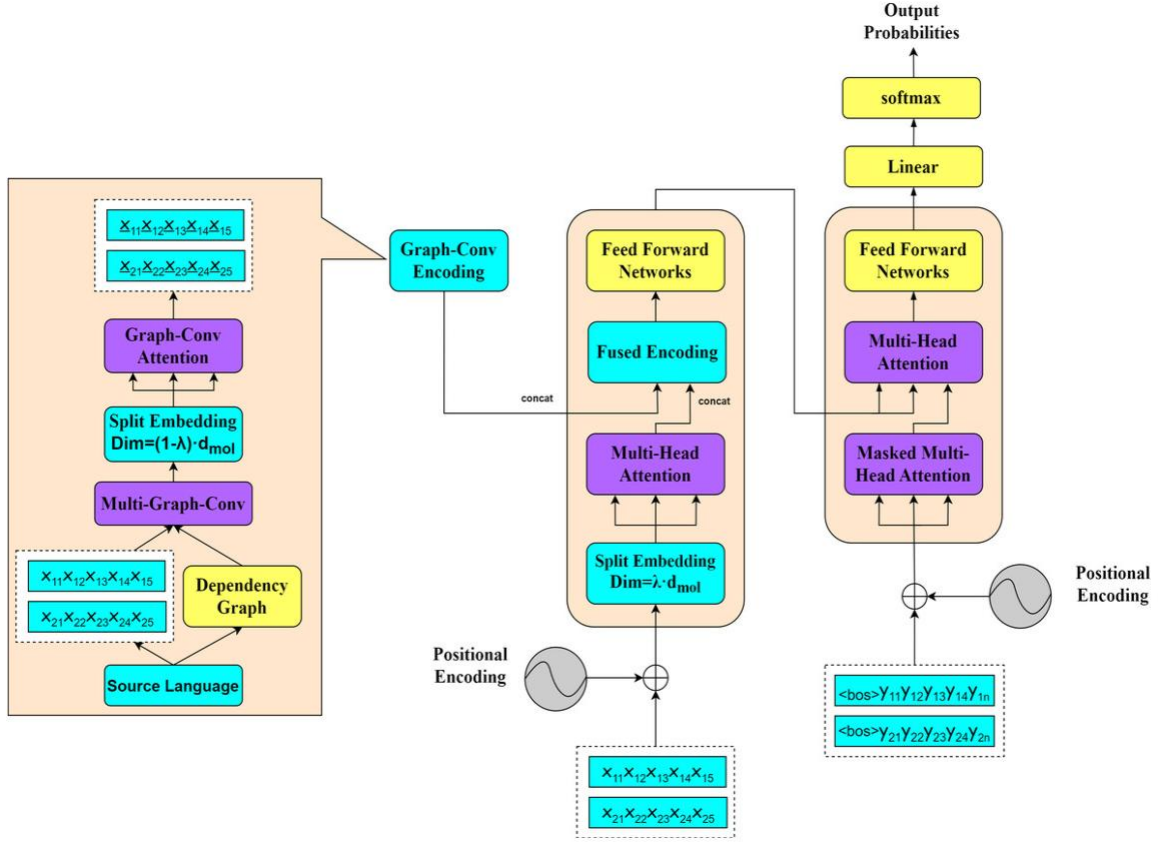 Output
Probabilities
softmax
Linear
Feed Forward
Networks
Multi-Head
Attention
Masked Multi-
Head Attention
Positional
Encoding
<bos>y₁₁y₁₂y₁₃y₁₄y₁ₙ
<bos>y₂₁y₂₂y₂₃y₂₄y₂ₙ
x₁₁x₁₂x₁₃x₁₄x₁₅
x₂₁x₂₂x₂₃x₂₄x₂₅
Graph-Conv
Attention
Split Embedding
Dim=(1-λ)·d_mol
Multi-Graph-Conv
x₁₁x₁₂x₁₃x₁₄x₁₅
x₂₁x₂₂x₂₃x₂₄x₂₅
Dependency
Graph
Source Language
Graph-Conv
Encoding
concat
Feed Forward
Networks
Fused Encoding
concat
Multi-Head
Attention
Split Embedding
Dim=λ·d_mol
Positional
Encoding
x₁₁x₁₂x₁₃x₁₄x₁₅
x₂₁x₂₂x₂₃x₂₄x₂₅